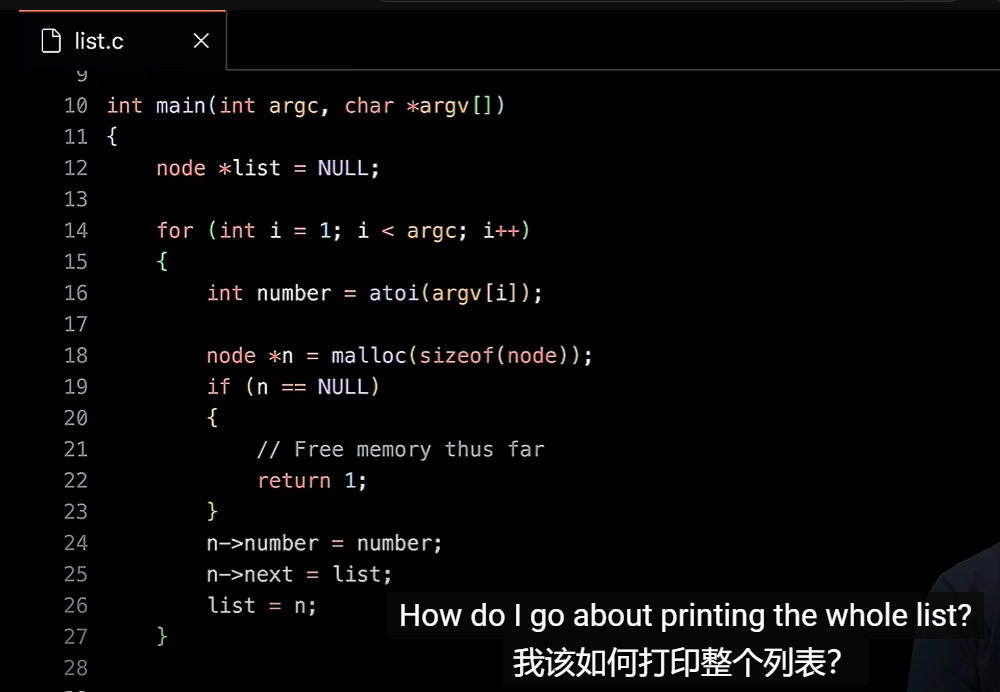 list.c
9
10 int main(int argc, char *argv[])
11 {
12     node *list = NULL;
13
14     for (int i = 1; i < argc; i++)
15     {
16         int number = atoi(argv[i]);
17
18         node *n = malloc(sizeof(node));
19         if (n == NULL)
20         {
21             // Free memory thus far
22             return 1;
23         }
24         n->number = number;
25         n->next = list;
26         list = n;
27     }
28
How do I go about printing the whole list?
我该如何打印整个列表？